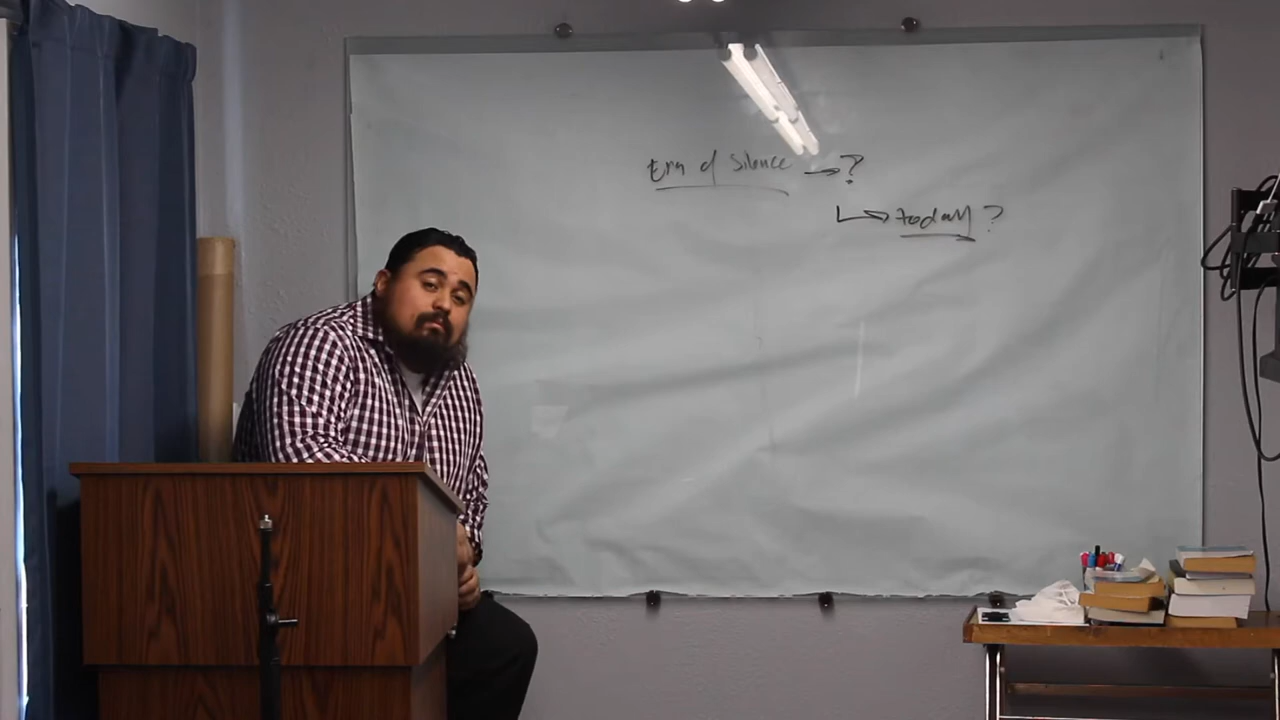 Era of Silence → ?
↳ today?